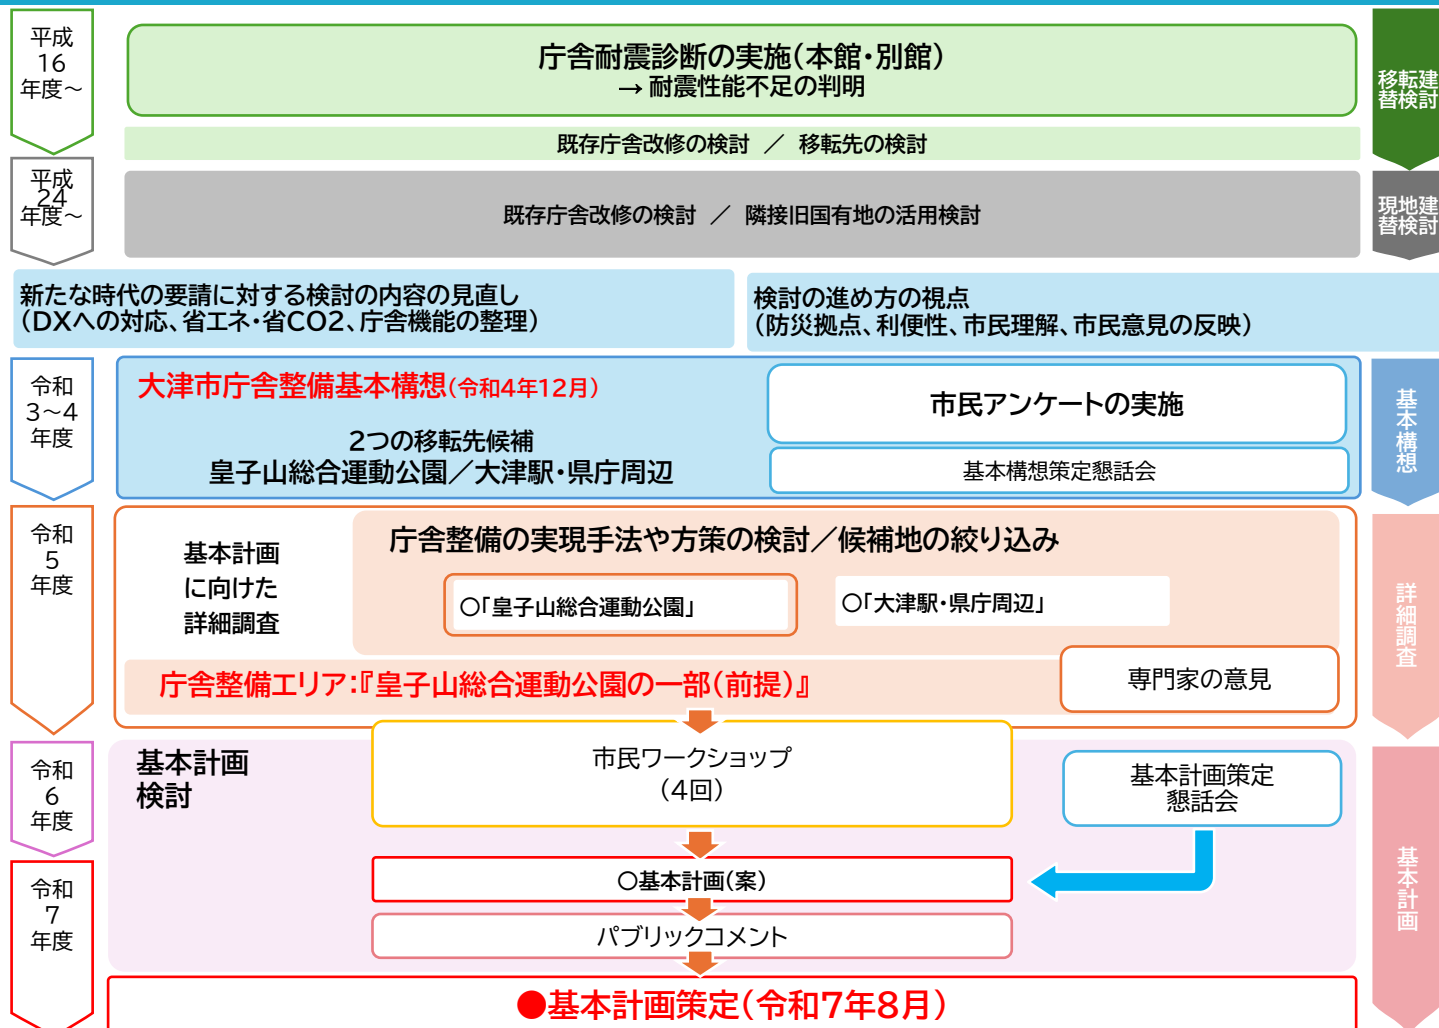 平成
16
年度～
庁舎耐震診断の実施（本館・別館）
→ 耐震性能不足の判明
移転建
替検討
既存庁舎改修の検討 ／ 移転先の検討
平成
24
年度～
既存庁舎改修の検討 ／ 隣接旧国有地の活用検討
現地建
替検討
新たな時代の要請に対する検討の内容の見直し
（DXへの対応、省エネ・省CO2、庁舎機能の整理）
検討の進め方の視点
（防災拠点、利便性、市民理解、市民意見の反映）
令和
3～4
年度
大津市庁舎整備基本構想（令和4年12月）
2つの移転先候補
皇子山総合運動公園／大津駅・県庁周辺
市民アンケートの実施
基本構想策定懇話会
基本構想
令和
5
年度
基本計画
に向けた
詳細調査
庁舎整備の実現手法や方策の検討／候補地の絞り込み
○「皇子山総合運動公園」
○「大津駅・県庁周辺」
庁舎整備エリア：『皇子山総合運動公園の一部（前提）』
専門家の意見
詳細調査
令和
6
年度
基本計画
検討
市民ワークショップ
（4回）
基本計画策定
懇話会
令和
7
年度
○基本計画（案）
パブリックコメント
●基本計画策定（令和7年8月）
基本計画